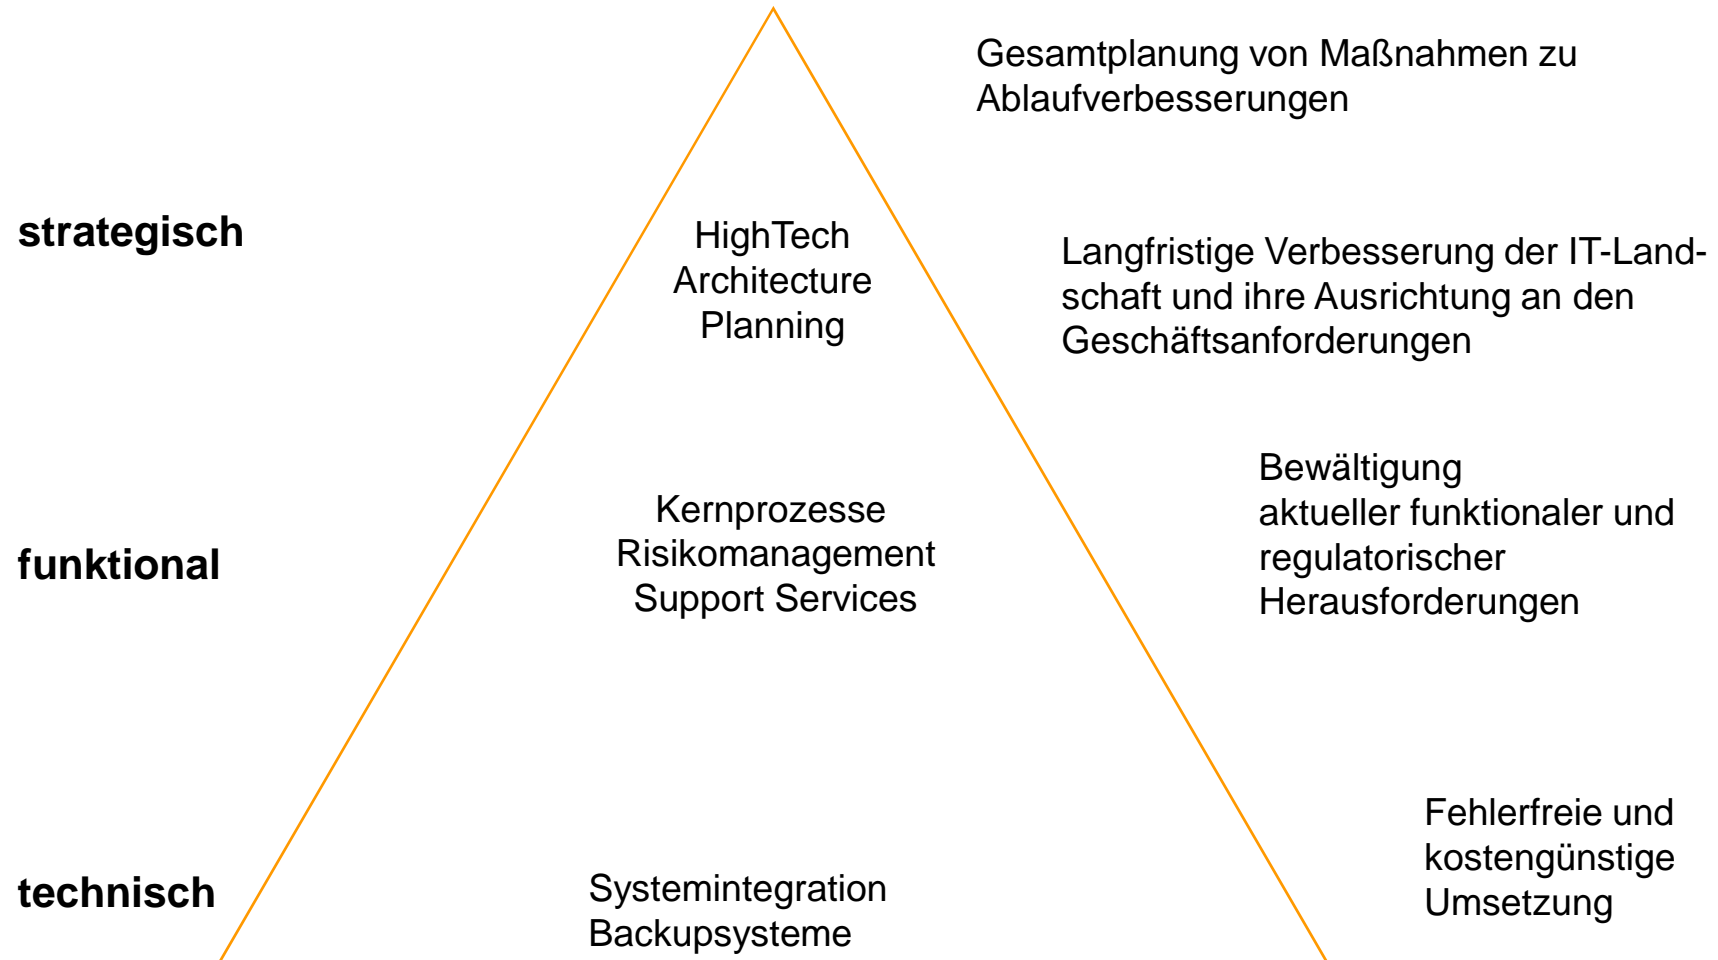 Gesamtplanung von Maßnahmen zu
Ablaufverbesserungen
strategisch
HighTech
Architecture
Planning
Langfristige Verbesserung der IT-Land-
schaft und ihre Ausrichtung an den
Geschäftsanforderungen
funktional
Kernprozesse
Risikomanagement
Support Services
Bewältigung
aktueller funktionaler und
regulatorischer
Herausforderungen
technisch
Systemintegration
Backupsysteme
Fehlerfreie und
kostengünstige
Umsetzung